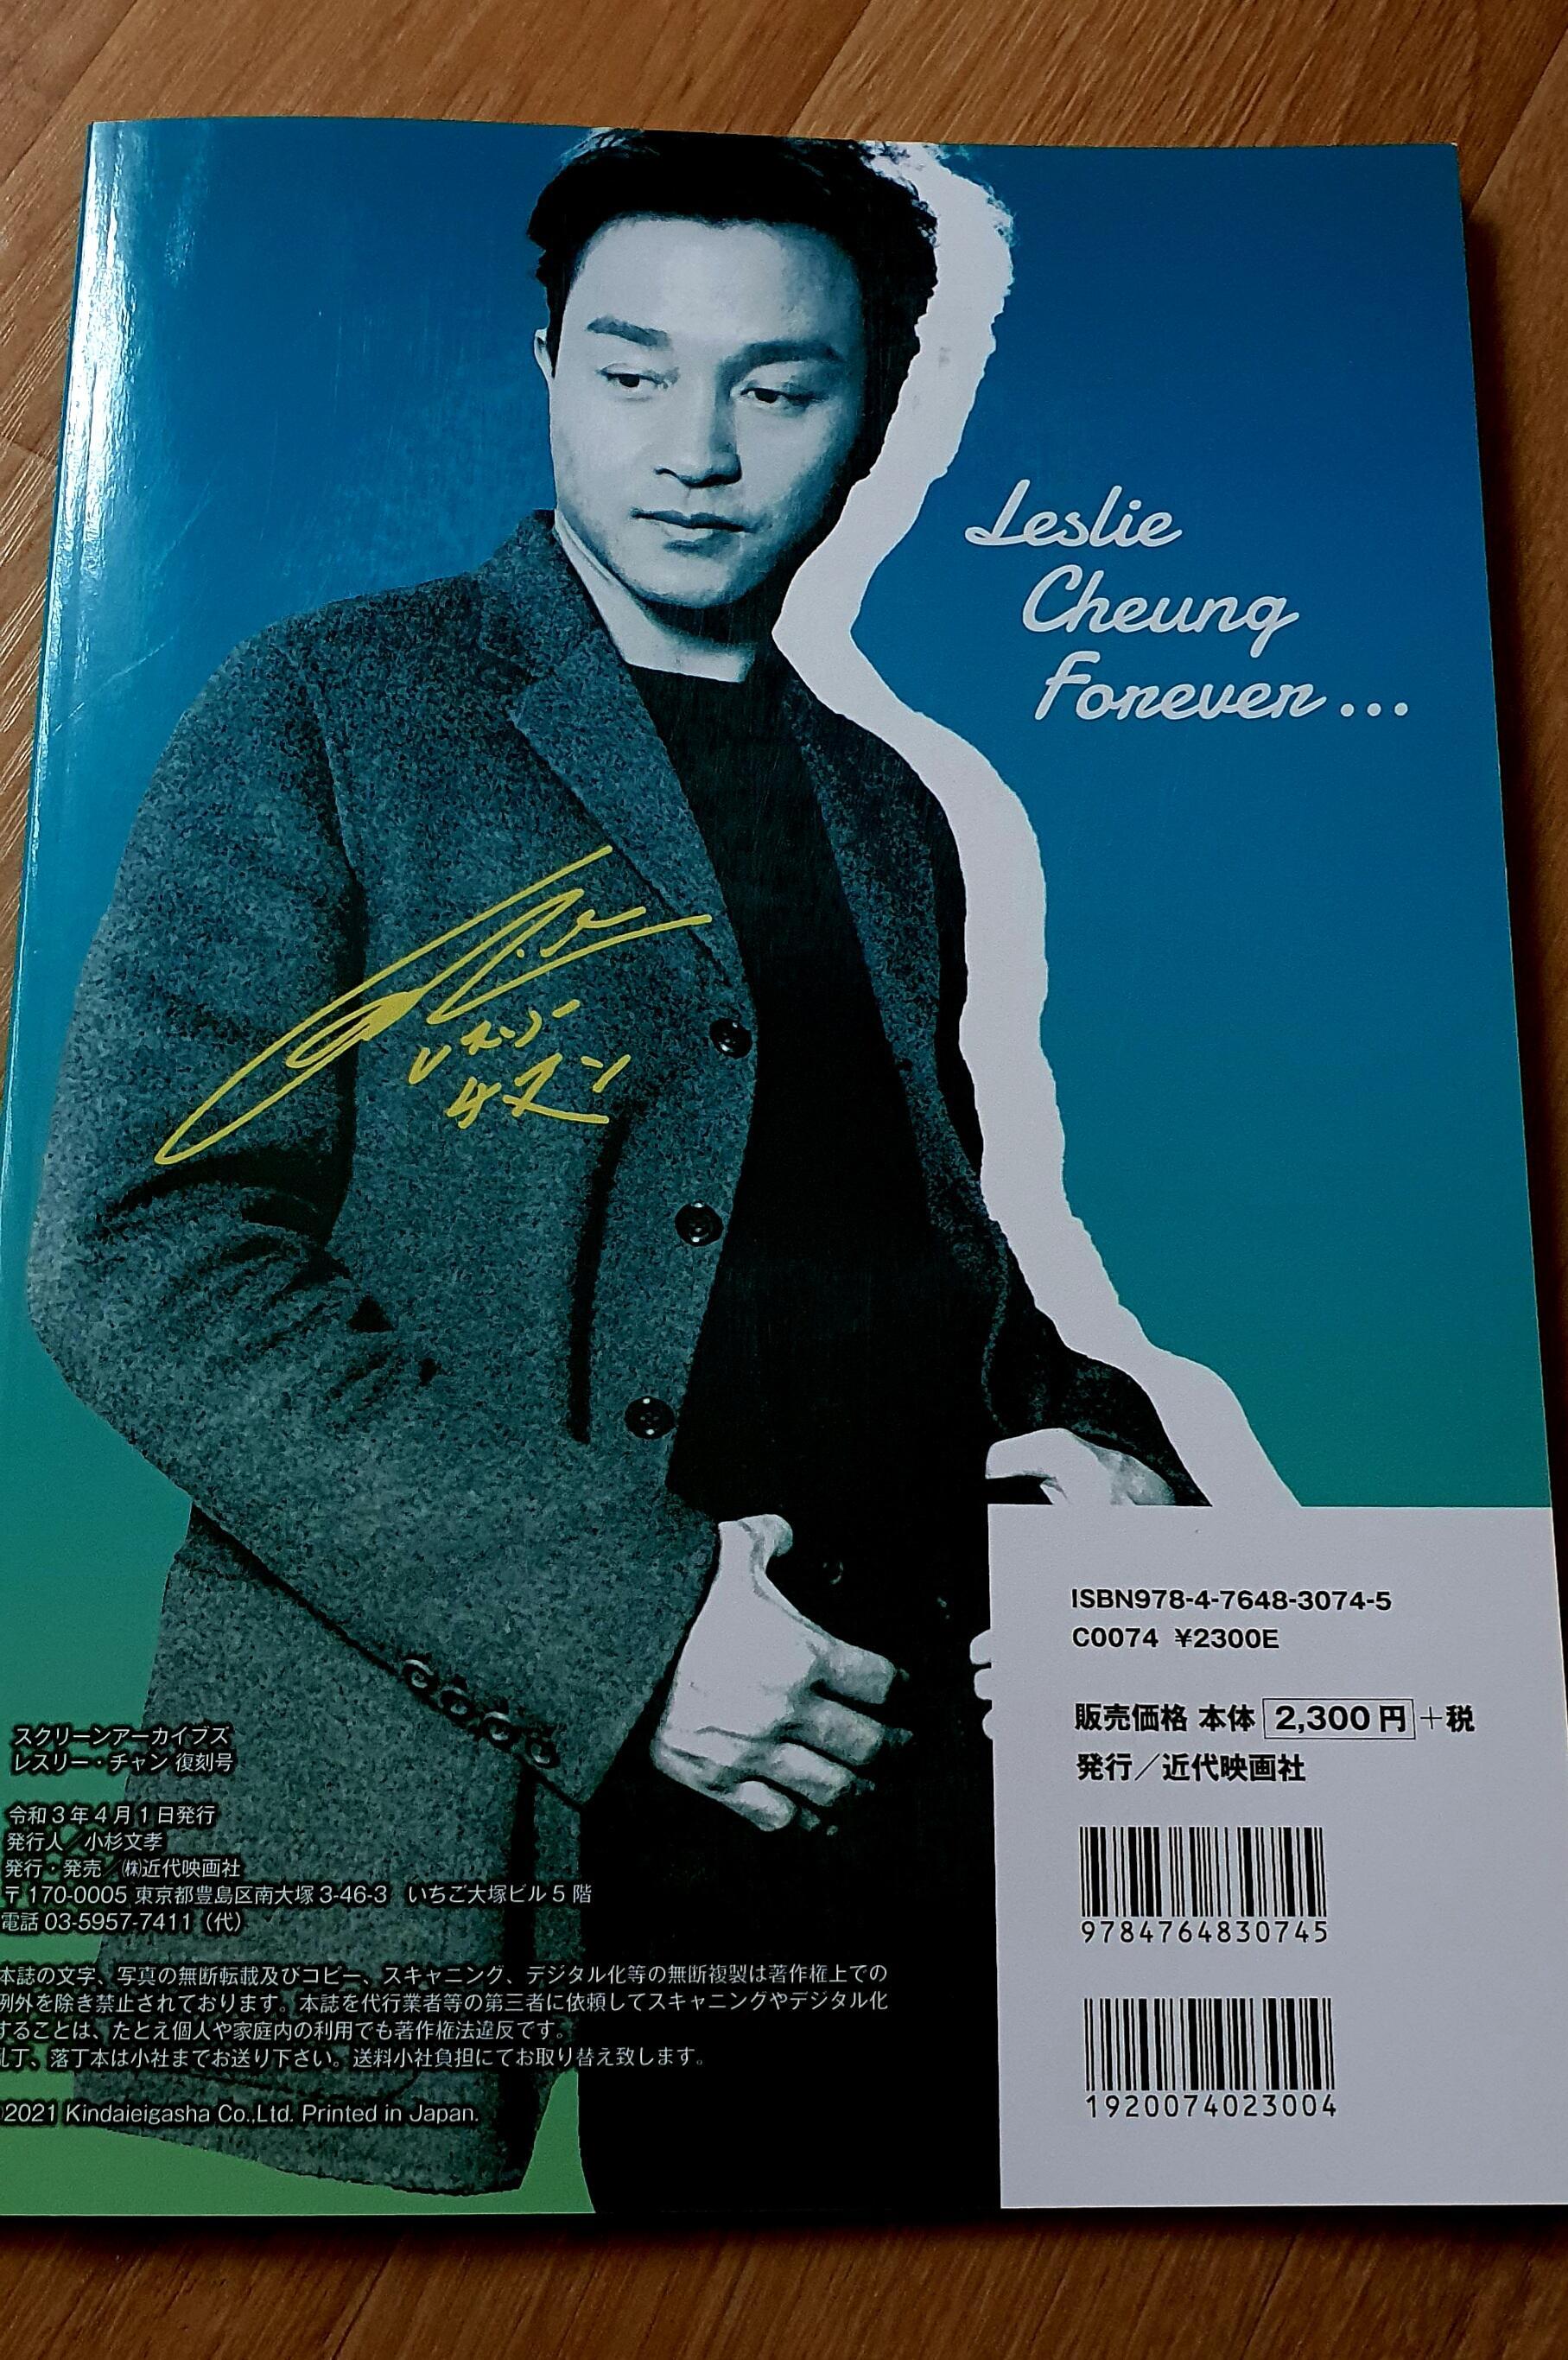 Leslie
Cheung
Forever...
レスリー
チャン
ISBN978-4-7648-3074-5
C0074 ¥2300E
販売価格 本体 2,300円+税
発行／近代映画社
9784764830745
1920074023004
スクリーンアーカイブズ
レスリー・チャン 復刻号
令和3年4月1日発行
発行人／小杉文孝
発行・発売／㈱近代映画社
〒170-0005 東京都豊島区南大塚3-46-3　いちご大塚ビル5階
電話 03-5957-7411（代）
本誌の文字、写真の無断転載及びコピー、スキャニング、デジタル化等の無断複製は著作権上での
例外を除き禁止されております。本誌を代行業者等の第三者に依頼してスキャニングやデジタル化
することは、たとえ個人や家庭内の利用でも著作権法違反です。
乱丁、落丁本は小社までお送り下さい。送料小社負担にてお取り替え致します。
©2021 Kindaieigasha Co.,Ltd. Printed in Japan.